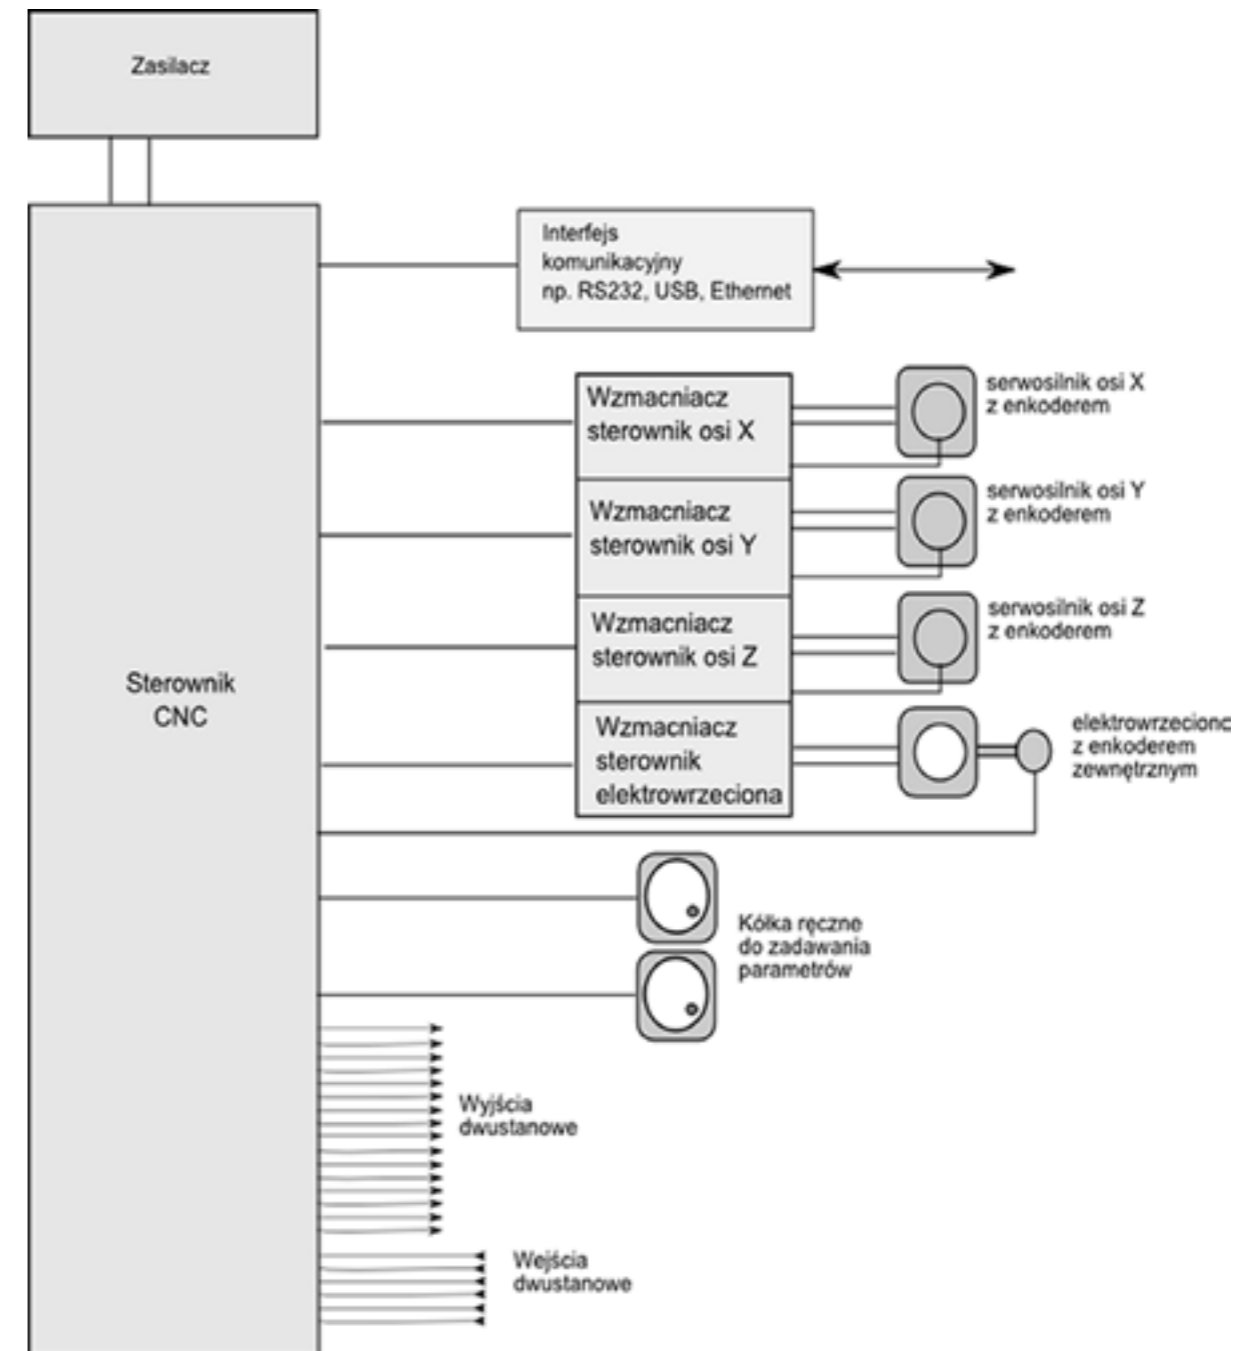 Zasilacz
Interfejs
komunikacyjny
np. RS232, USB, Ethernet
Wzmacniacz
sterownik osi X
serwosilnik osi X
z enkoderem
Wzmacniacz
sterownik osi Y
serwosilnik osi Y
z enkoderem
Wzmacniacz
sterownik osi Z
serwosilnik osi Z
z enkoderem
Sterownik
CNC
Wzmacniacz
sterownik
elektrowrzeciona
elektrowrzecionc
z enkoderem
zewnętrznym
Kółka ręczne
do zadawania
parametrów
Wyjścia
dwustanowe
Wejścia
dwustanowe